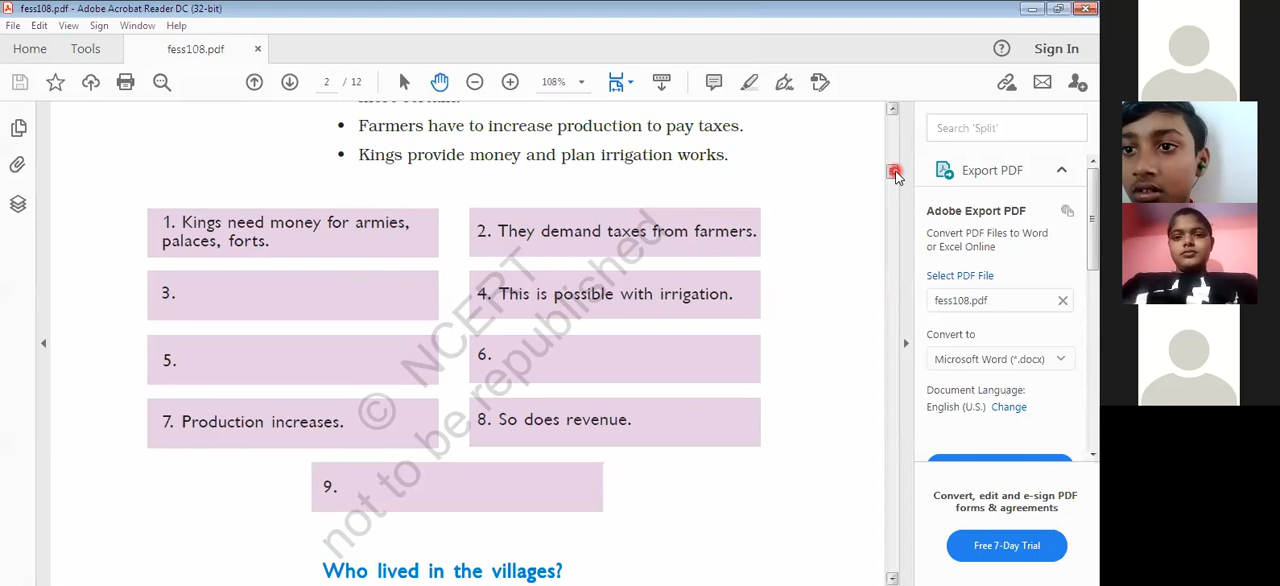 fess108.pdf - Adobe Acrobat Reader DC (32-bit)
File Edit View Sign Window Help
Home Tools fess108.pdf × Sign In
2 / 12 108%
Farmers have to increase production to pay taxes.
Kings provide money and plan irrigation works.
1. Kings need money for armies,
palaces, forts.
2. They demand taxes from farmers.
3.
4. This is possible with irrigation.
5.
6.
7. Production increases.
8. So does revenue.
9.
© NCERT
not to be republished
Who lived in the villages?
Search 'Split'
Export PDF
Adobe Export PDF
Convert PDF Files to Word
or Excel Online
Select PDF File
fess108.pdf
Convert to
Microsoft Word (*.docx)
Document Language:
English (U.S.) Change
Convert, edit and e-sign PDF
forms & agreements
Free 7-Day Trial